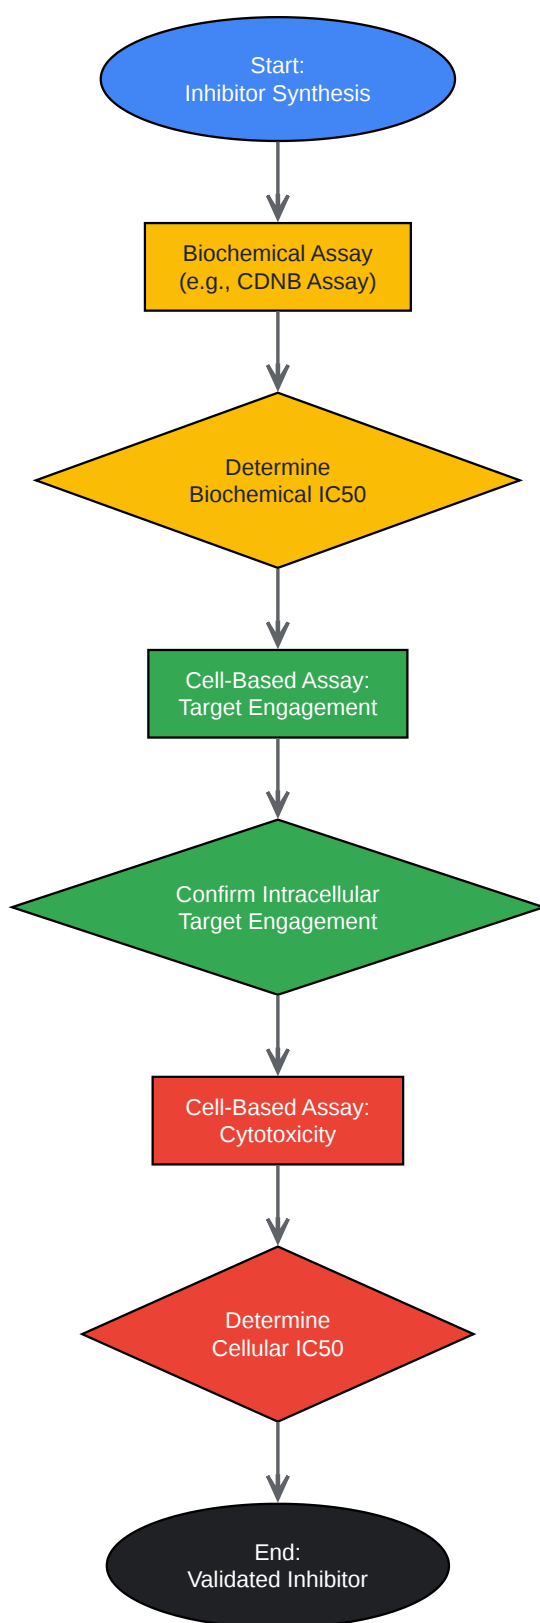 Start:
Inhibitor Synthesis
Biochemical Assay
(e.g., CDNB Assay)
Determine
Biochemical IC50
Cell-Based Assay:
Target Engagement
Confirm Intracellular
Target Engagement
Cell-Based Assay:
Cytotoxicity
Determine
Cellular IC50
End:
Validated Inhibitor